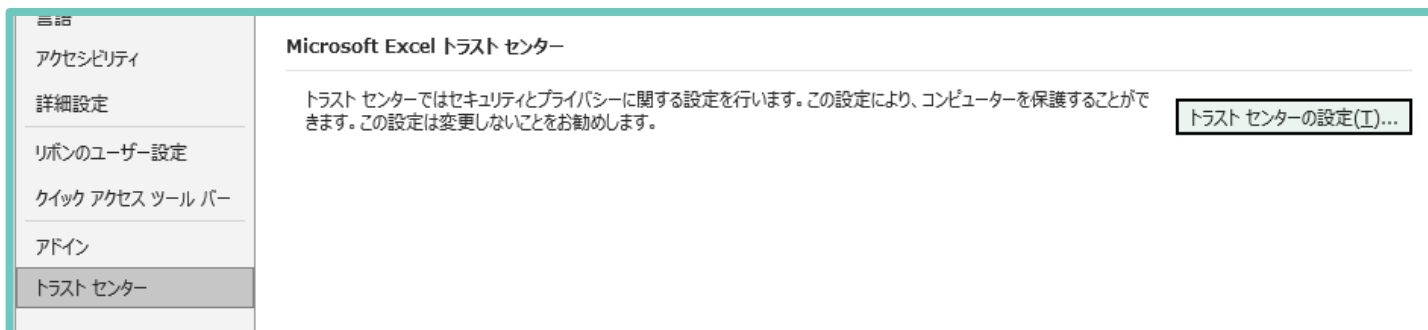 言語
アクセシビリティ
詳細設定
リボンのユーザー設定
クイック アクセス ツール バー
アドイン
トラスト センター
Microsoft Excel トラスト センター
トラスト センターではセキュリティとプライバシーに関する設定を行います。この設定により、コンピューターを保護することがで
きます。この設定は変更しないことをお勧めします。
トラスト センターの設定(T)...